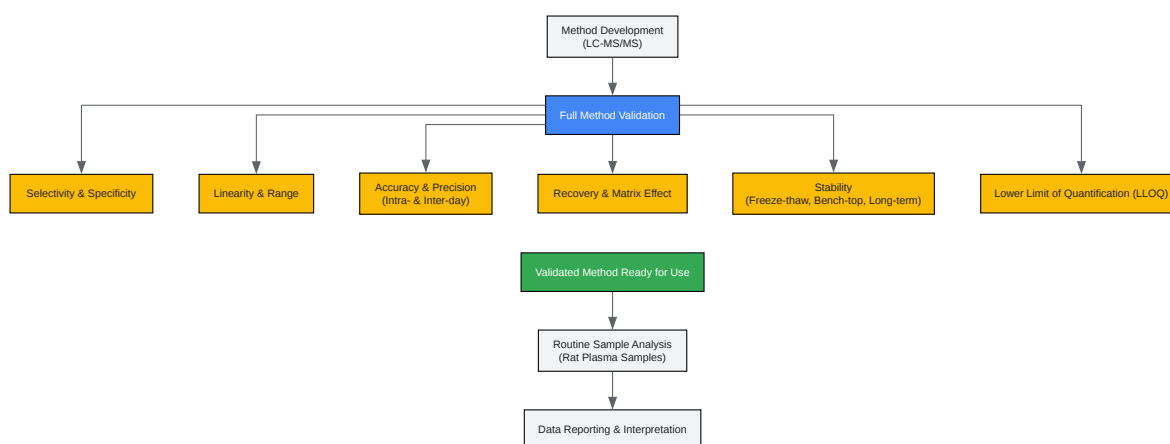 Method Development
(LC-MS/MS)
Full Method Validation
Selectivity & Specificity
Linearity & Range
Accuracy & Precision
(Intra- & Inter-day)
Recovery & Matrix Effect
Stability
(Freeze-thaw, Bench-top, Long-term)
Lower Limit of Quantification (LLOQ)
Validated Method Ready for Use
Routine Sample Analysis
(Rat Plasma Samples)
Data Reporting & Interpretation